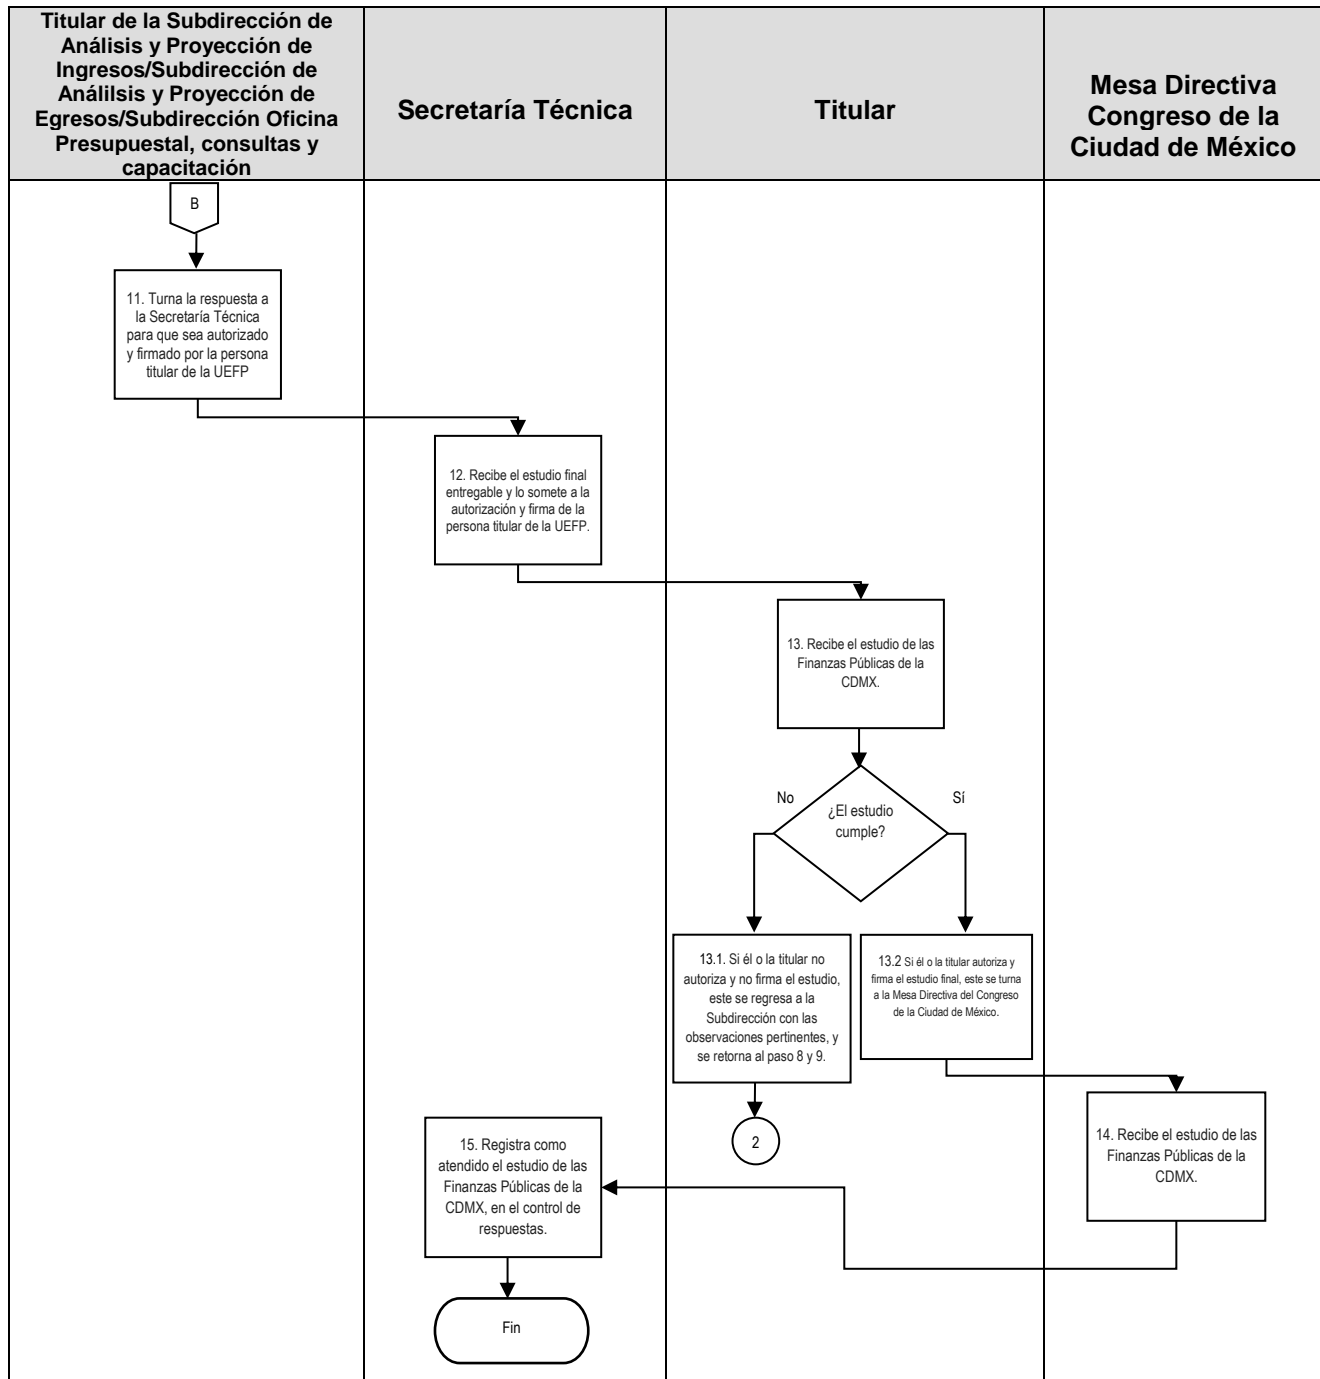 Titular de la Subdirección de
Análisis y Proyección de
Ingresos/Subdirección de
Análilsis y Proyección de
Egresos/Subdirección Oficina
Presupuestal, consultas y
capacitación
Secretaría Técnica
Titular
Mesa Directiva
Congreso de la
Ciudad de México
B
11. Turna la respuesta a
la Secretaría Técnica
para que sea autorizado
y firmado por la persona
titular de la UEFP
12. Recibe el estudio final
entregable y lo somete a la
autorización y firma de la
persona titular de la UEFP.
13. Recibe el estudio de las
Finanzas Públicas de la
CDMX.
No
Sí
¿El estudio
cumple?
13.1. Si él o la titular no
autoriza y no firma el estudio,
este se regresa a la
Subdirección con las
observaciones pertinentes, y
se retorna al paso 8 y 9.
13.2 Si él o la titular autoriza y
firma el estudio final, este se turna
a la Mesa Directiva del Congreso
de la Ciudad de México.
2
14. Recibe el estudio de las
Finanzas Públicas de la
CDMX.
15. Registra como
atendido el estudio de las
Finanzas Públicas de la
CDMX, en el control de
respuestas.
Fin